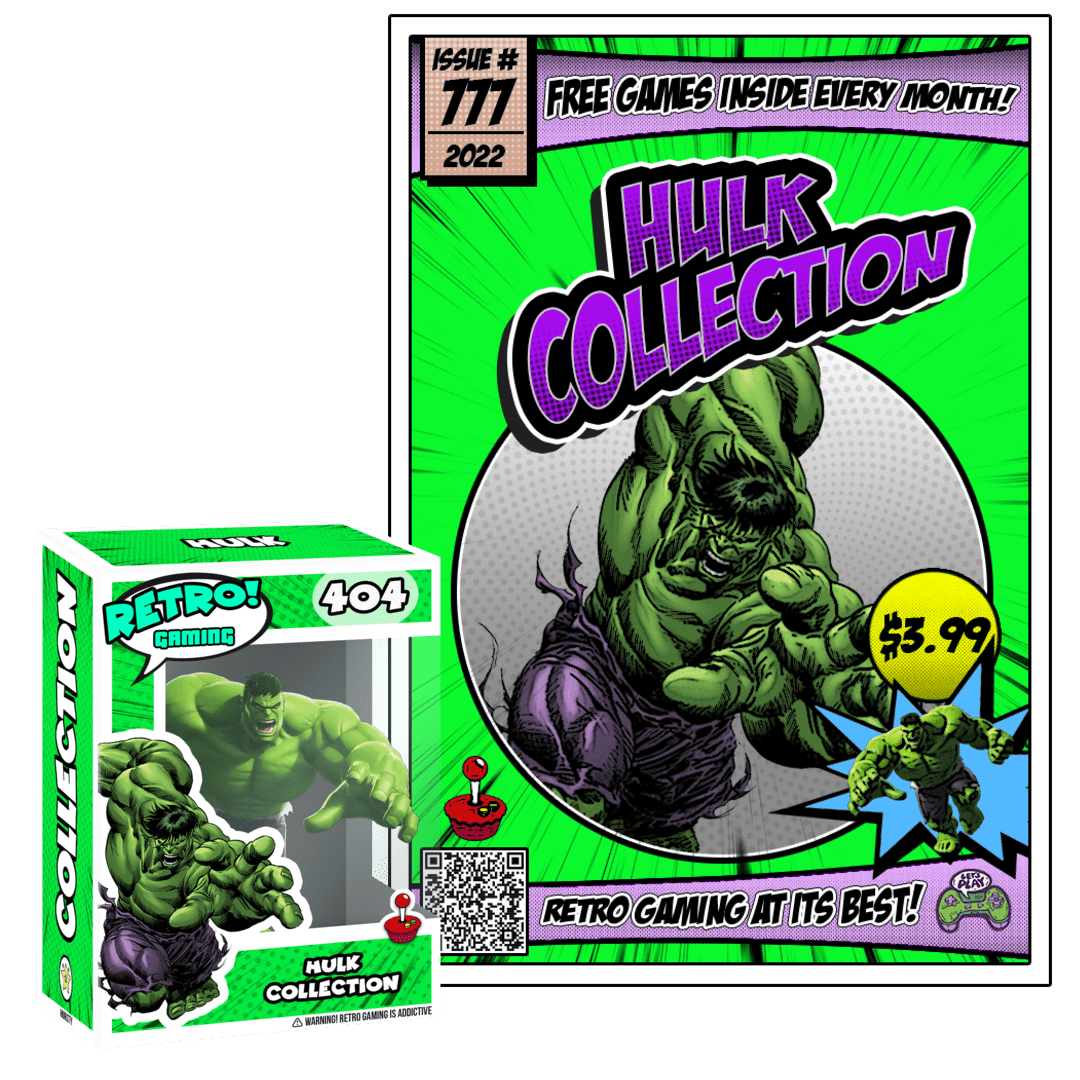 ISSUE #
777
2022
FREE GAMES INSIDE EVERY MONTH!
HULK
COLLECTION
$3.99
RETRO GAMING AT ITS BEST!
LET'S
PLAY
HULK
COLLECTION
RETRO!
GAMING
404
HULK
COLLECTION
WARNING! RETRO GAMING IS ADDICTIVE